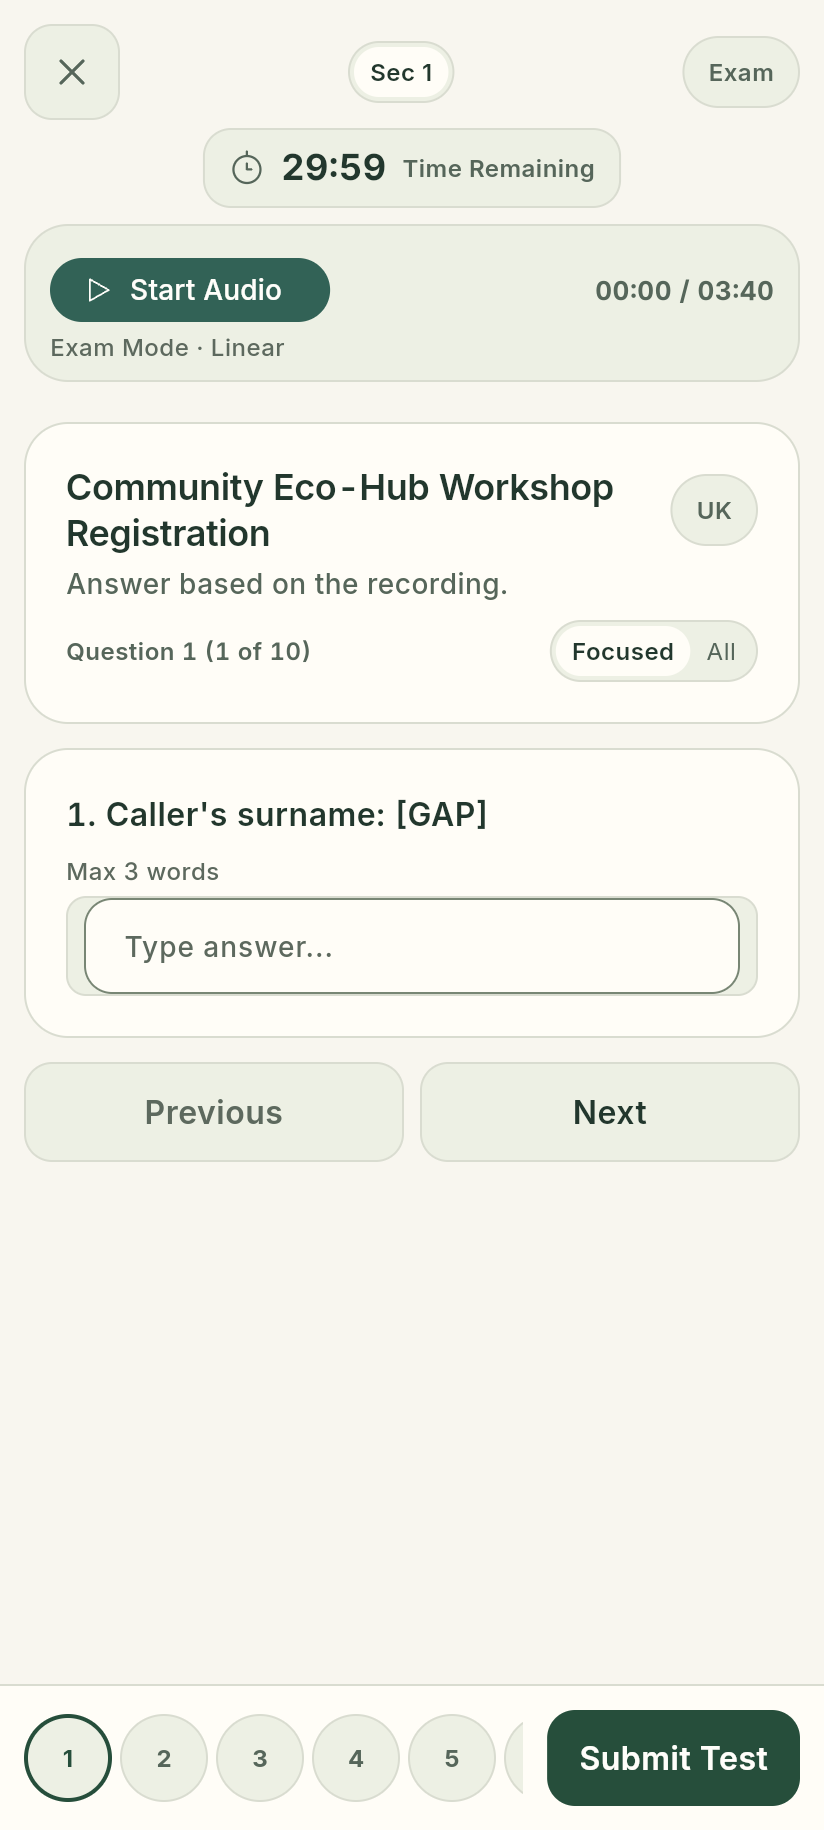 Sec 1
Exam
29:59 Time Remaining
Start Audio
00:00 / 03:40
Exam Mode · Linear
Community Eco-Hub Workshop
Registration
UK
Answer based on the recording.
Question 1 (1 of 10)
Focused
All
1. Caller's surname: [GAP]
Max 3 words
Type answer...
Previous
Next
1
2
3
4
5
Submit Test